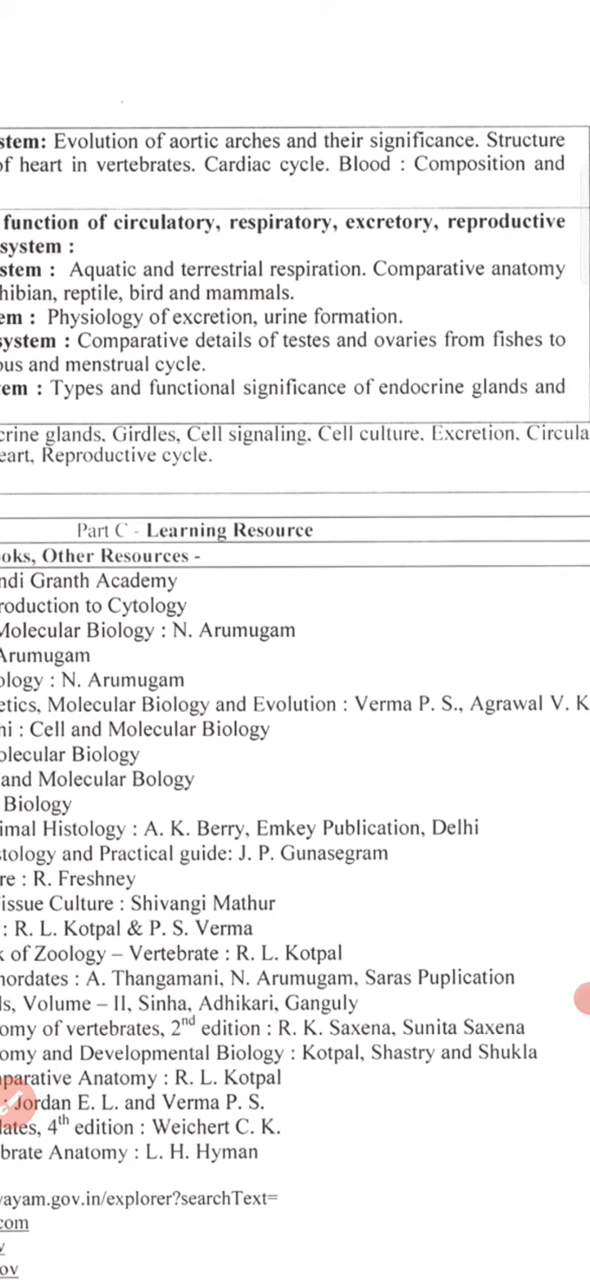 stem: Evolution of aortic arches and their significance. Structure
of heart in vertebrates. Cardiac cycle. Blood : Composition and
function of circulatory, respiratory, excretory, reproductive
system :
stem : Aquatic and terrestrial respiration. Comparative anatomy
hibian, reptile, bird and mammals.
em : Physiology of excretion, urine formation.
system : Comparative details of testes and ovaries from fishes to
ous and menstrual cycle.
em : Types and functional significance of endocrine glands and
crine glands, Girdles, Cell signaling, Cell culture, Excretion, Circula
eart, Reproductive cycle.
Part C - Learning Resource
ooks, Other Resources -
ndi Granth Academy
roduction to Cytology
Molecular Biology : N. Arumugam
Arumugam
ology : N. Arumugam
etics, Molecular Biology and Evolution : Verma P. S., Agrawal V. K
hi : Cell and Molecular Biology
olecular Biology
and Molecular Bology
Biology
imal Histology : A. K. Berry, Emkey Publication, Delhi
stology and Practical guide: J. P. Gunasegram
re : R. Freshney
issue Culture : Shivangi Mathur
: R. L. Kotpal & P. S. Verma
k of Zoology – Vertebrate : R. L. Kotpal
hordates : A. Thangamani, N. Arumugam, Saras Puplication
ls, Volume – II, Sinha, Adhikari, Ganguly
omy of vertebrates, 2nd edition : R. K. Saxena, Sunita Saxena
omy and Developmental Biology : Kotpal, Shastry and Shukla
parative Anatomy : R. L. Kotpal
: Jordan E. L. and Verma P. S.
lates, 4th edition : Weichert C. K.
brate Anatomy : L. H. Hyman
vayam.gov.in/explorer?searchText=
com
v
ov